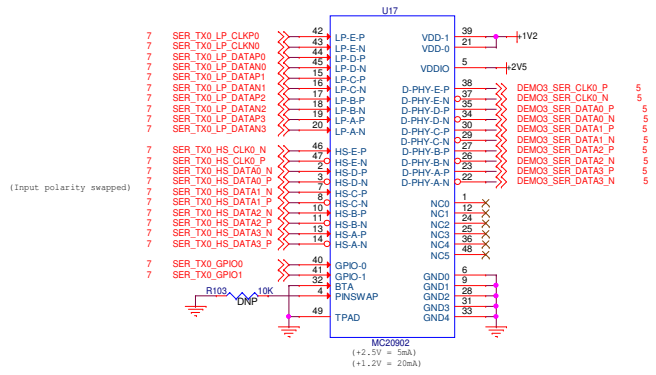 U17
7 SER_TX0_LP_CLKP0 42 LP-E-P VDD-1 39 +1V2
7 SER_TX0_LP_CLKN0 43 LP-E-N VDD-0 21
7 SER_TX0_LP_DATAP0 44 LP-D-P
7 SER_TX0_LP_DATAN0 45 LP-D-N VDDIO 5 +2V5
7 SER_TX0_LP_DATAP1 15 LP-C-P
7 SER_TX0_LP_DATAN1 16 LP-C-N D-PHY-E-P 38 DEMO3_SER_CLK0_P 5
7 SER_TX0_LP_DATAP2 17 LP-B-P D-PHY-E-N 37 DEMO3_SER_CLK0_N 5
7 SER_TX0_LP_DATAN2 18 LP-B-N D-PHY-D-P 35 DEMO3_SER_DATA0_P 5
7 SER_TX0_LP_DATAP3 19 LP-A-P D-PHY-D-N 34 DEMO3_SER_DATA0_N 5
7 SER_TX0_LP_DATAN3 20 LP-A-N D-PHY-C-P 30 DEMO3_SER_DATA1_P 5
D-PHY-C-N 29 DEMO3_SER_DATA1_N 5
7 SER_TX0_HS_CLK0_N 46 HS-E-P D-PHY-B-P 27 DEMO3_SER_DATA2_P 5
7 SER_TX0_HS_CLK0_P 47 HS-E-N D-PHY-B-N 26 DEMO3_SER_DATA2_N 5
7 SER_TX0_HS_DATA0_N 2 HS-D-P D-PHY-A-P 23 DEMO3_SER_DATA3_P 5
7 SER_TX0_HS_DATA0_P 3 HS-D-N D-PHY-A-N 22 DEMO3_SER_DATA3_N 5
(Input polarity swapped)
7 SER_TX0_HS_DATA1_N 7 HS-C-P
7 SER_TX0_HS_DATA1_P 8 HS-C-N NC0 1
7 SER_TX0_HS_DATA2_N 10 HS-B-P NC1 12
7 SER_TX0_HS_DATA2_P 11 HS-B-N NC2 24
7 SER_TX0_HS_DATA3_N 13 HS-A-P NC3 25
7 SER_TX0_HS_DATA3_P 14 HS-A-N NC4 36
NC5 48
7 SER_TX0_GPIO0 40 GPIO-0
7 SER_TX0_GPIO1 41 GPIO-1 GND0 6
32 BTA GND1 9
R103 10K 4 PINSWAP GND2 28
DNP GND3 31
49 TPAD GND4 33
MC20902
(+2.5V = 5mA)
(+1.2V = 20mA)